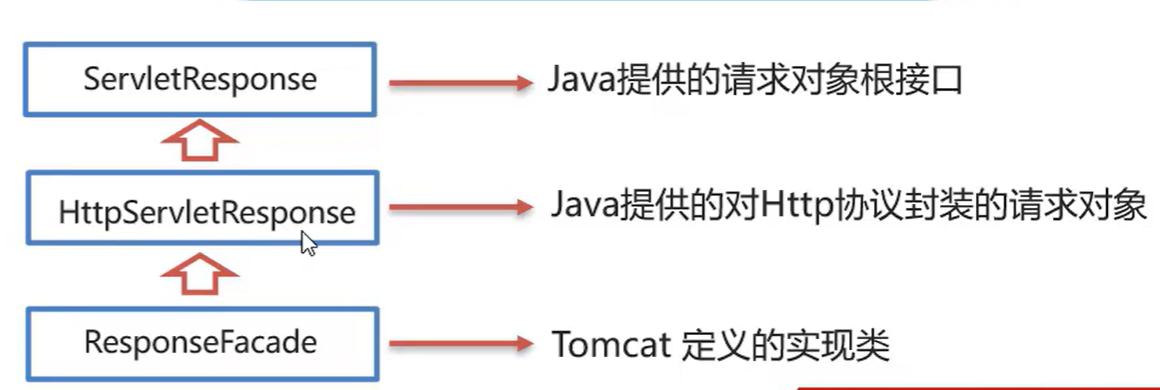 ServletResponse
Java提供的请求对象根接口
HttpServletResponse
Java提供的对Http协议封装的请求对象
ResponseFacade
Tomcat 定义的实现类